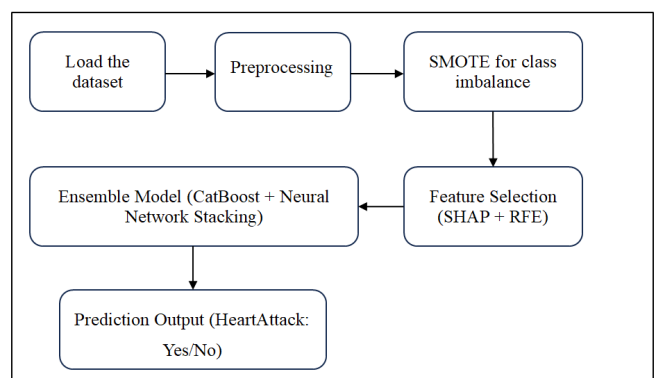 Load the
dataset
Preprocessing
SMOTE for class
imbalance
Feature Selection
(SHAP + RFE)
Ensemble Model (CatBoost + Neural
Network Stacking)
Prediction Output (HeartAttack:
Yes/No)